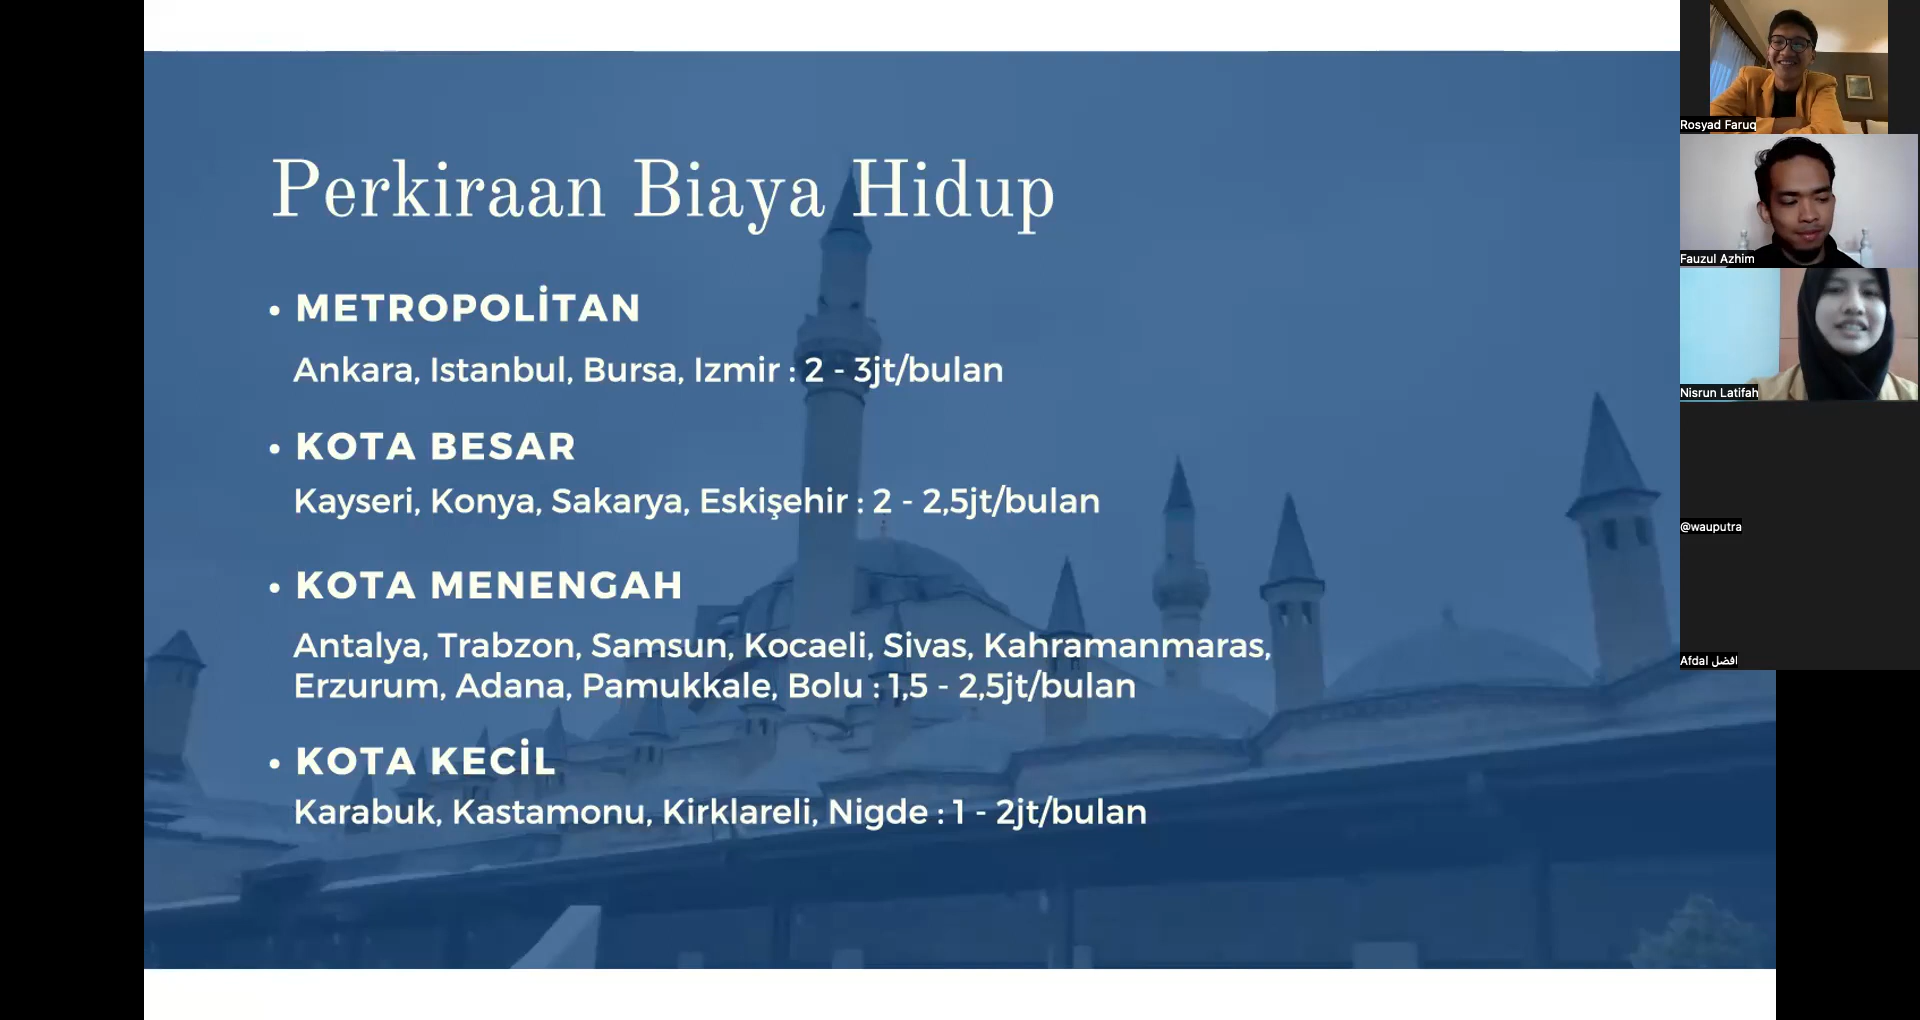 Perkiraan Biaya Hidup
• METROPOLİTAN
Ankara, Istanbul, Bursa, Izmir : 2 - 3jt/bulan
• KOTA BESAR
Kayseri, Konya, Sakarya, Eskişehir : 2 - 2,5jt/bulan
• KOTA MENENGAH
Antalya, Trabzon, Samsun, Kocaeli, Sivas, Kahramanmaras,
Erzurum, Adana, Pamukkale, Bolu : 1,5 - 2,5jt/bulan
• KOTA KECİL
Karabuk, Kastamonu, Kirklareli, Nigde : 1 - 2jt/bulan
Rosyad Faruq
Fauzul Azhim
Nisrun Latifah
@wauputra
Afdal افضل